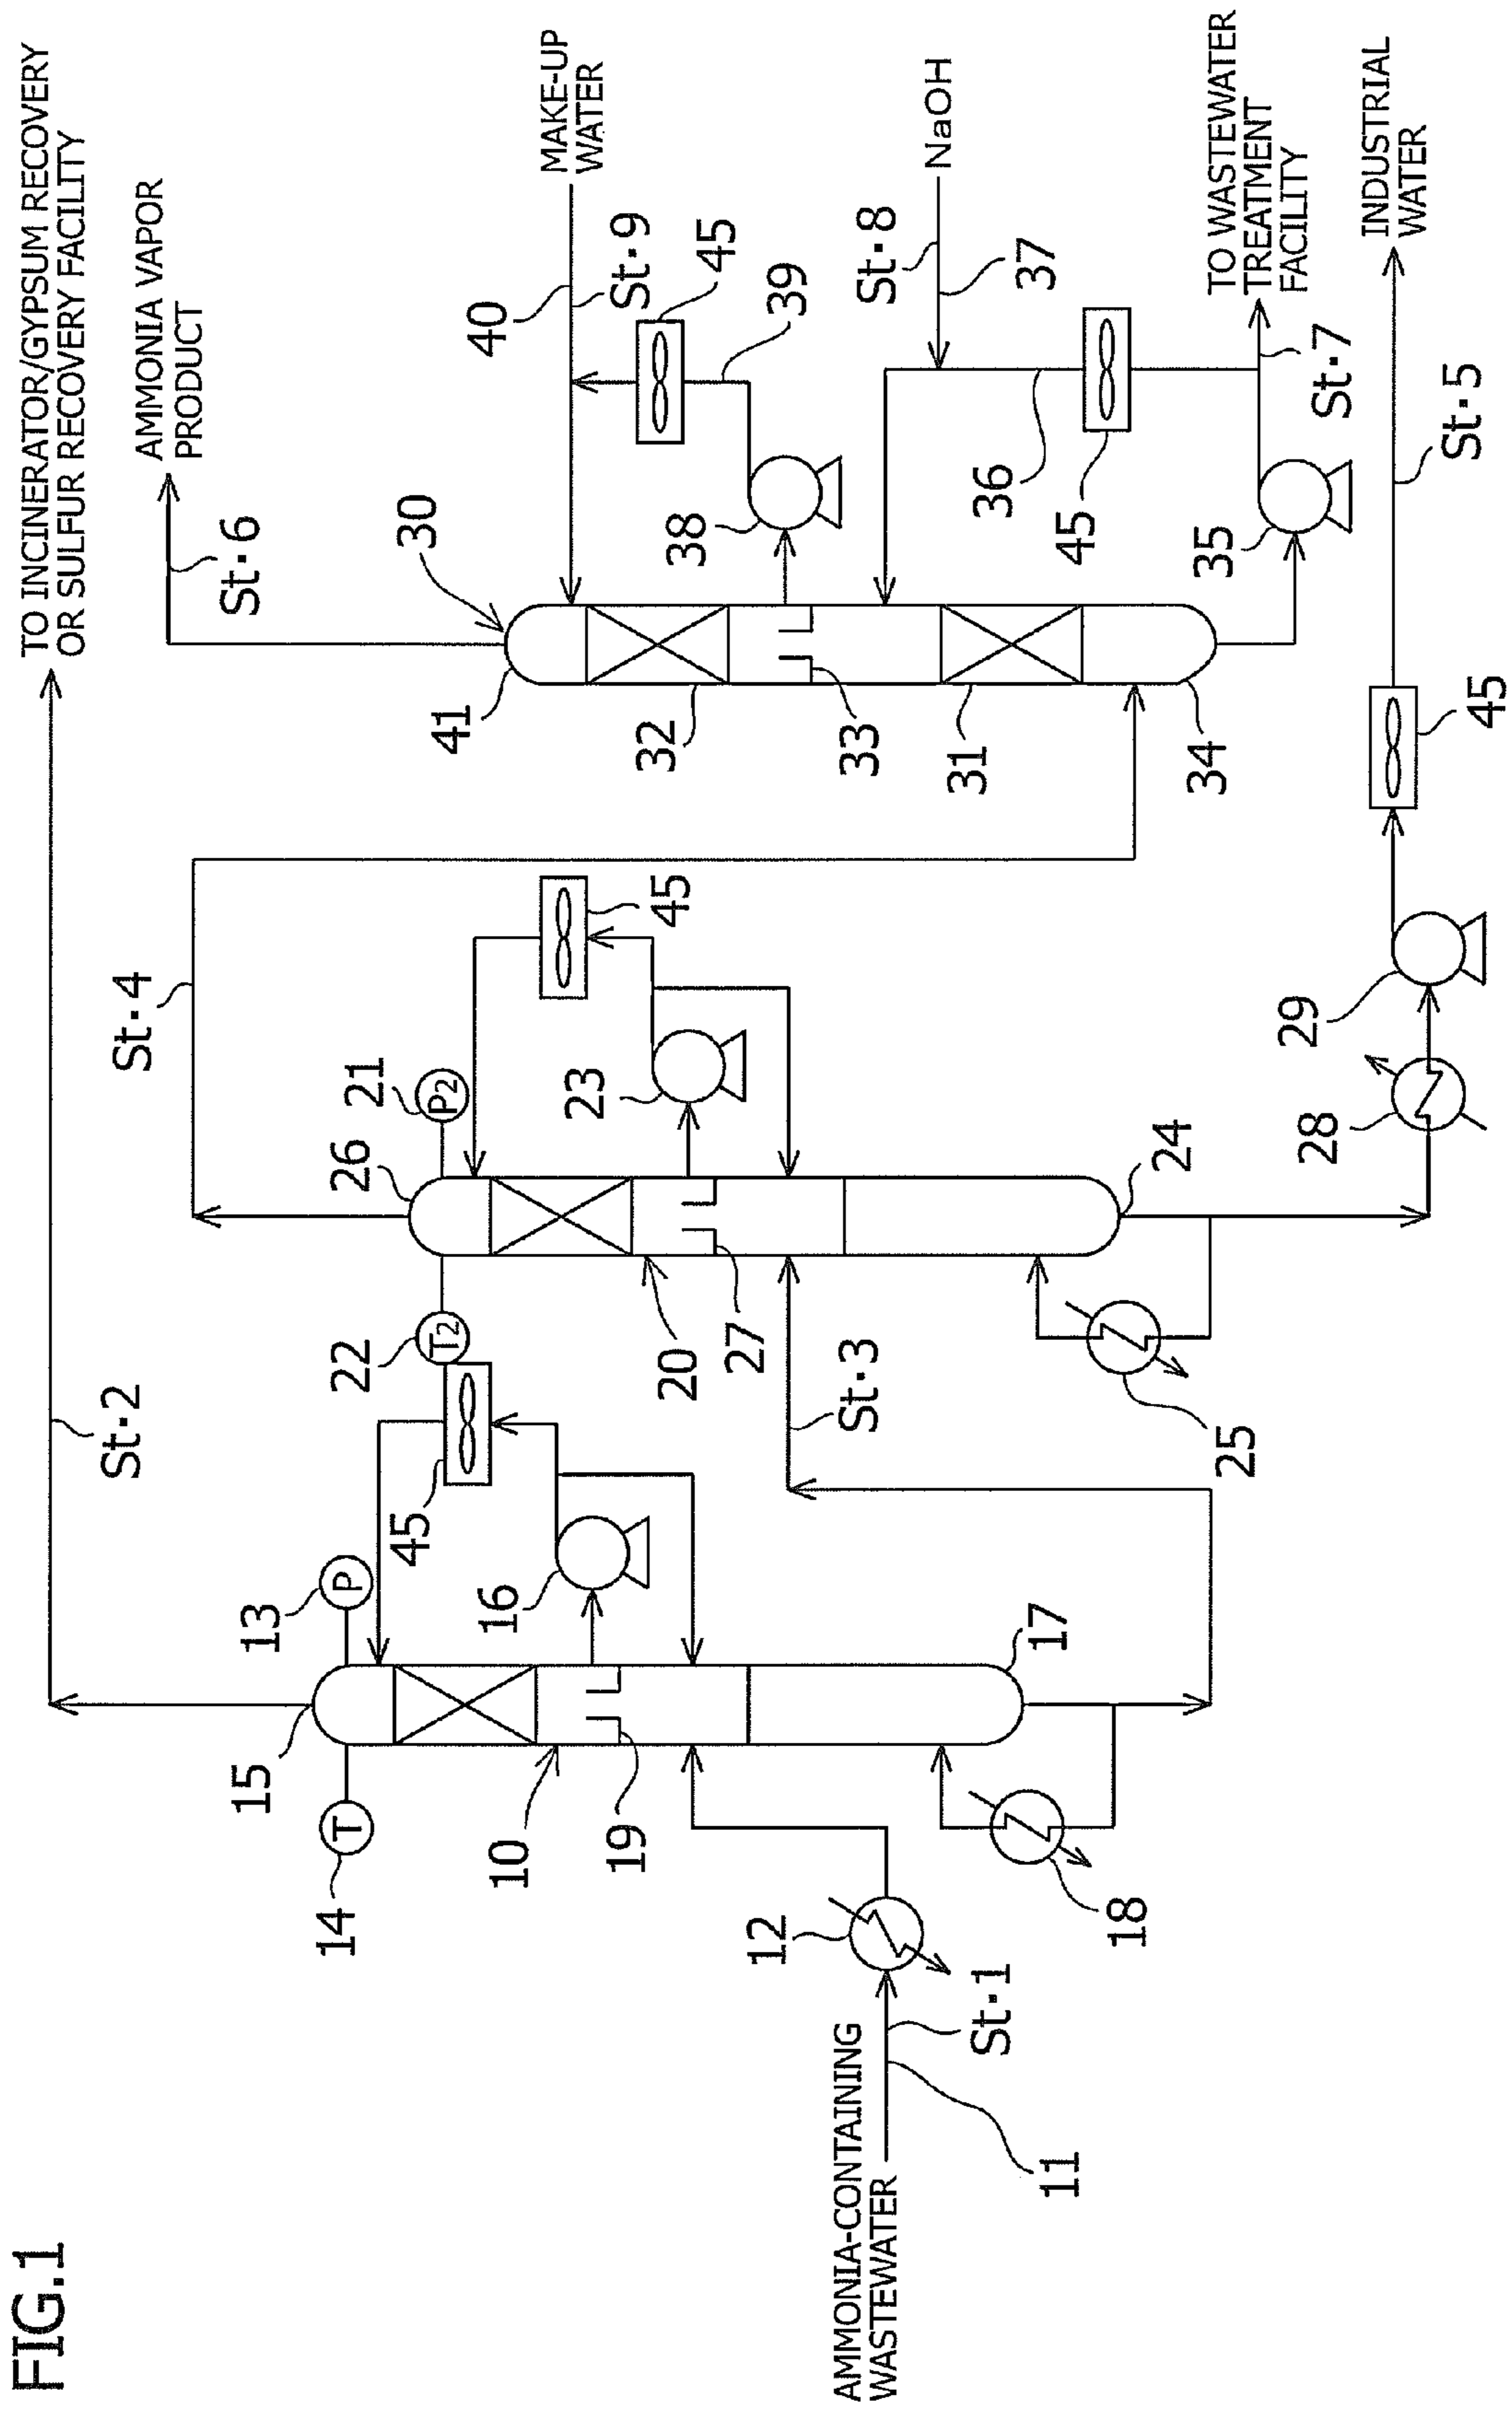 FIG.1
TO INCINERATOR/GYPSUM RECOVERY
OR SULFUR RECOVERY FACILITY
St·2
AMMONIA VAPOR
PRODUCT
St·6
St·4
15
13
P
14
T
10
19
16
45
17
18
12
St·1
11
AMMONIA-CONTAINING
WASTEWATER
22
T2
26
21
P2
20
27
23
45
24
25
St·3
28
29
45
St·5
INDUSTRIAL
WATER
30
41
32
33
31
34
40
MAKE-UP
WATER
St·9
45
39
38
NaOH
St·8
37
36
45
35
St·7
TO WASTEWATER
TREATMENT
FACILITY